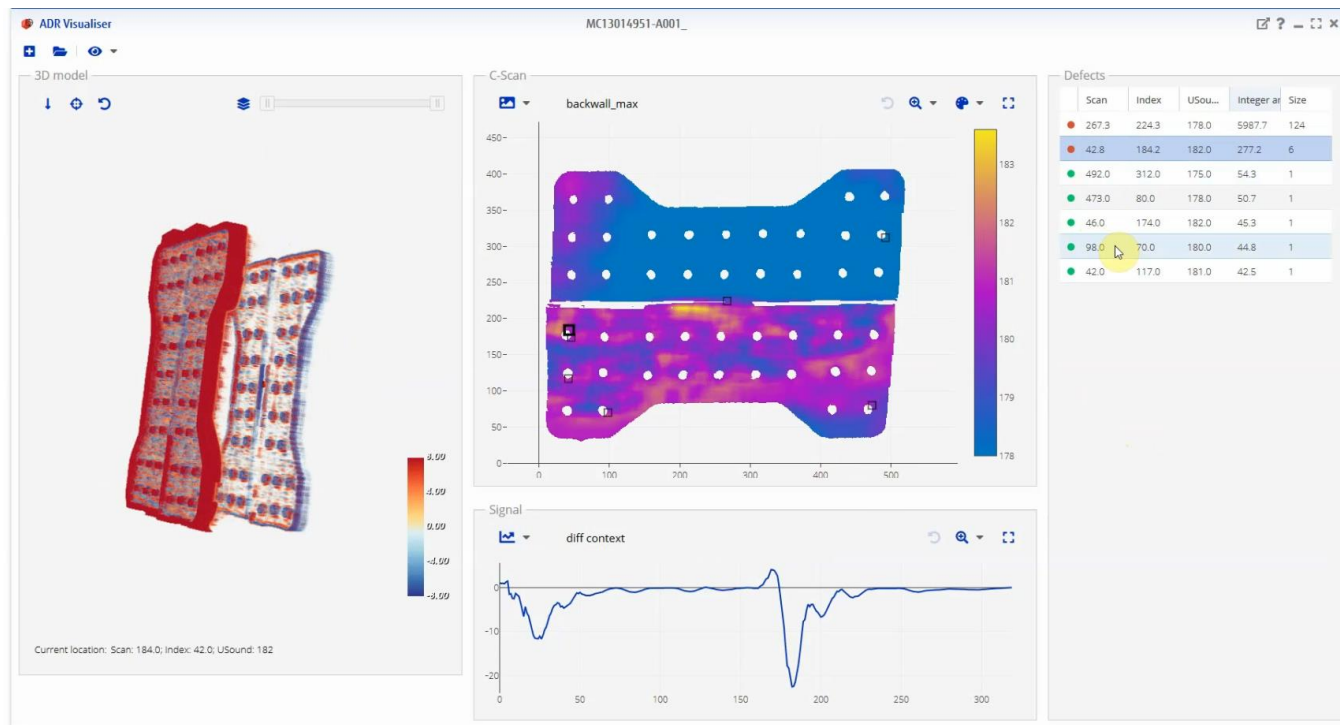 ADR Visualiser
MC13014951-A001_
3D model
8.00
4.00
0.00
-4.00
-8.00
Current location: Scan: 184.0; Index: 42.0; USound: 182
C-Scan
backwall_max
450
400
350
300
250
200
150
100
50
0
0 100 200 300 400 500
183
182
181
180
179
178
Signal
diff context
0
-10
-20
0 50 100 150 200 250 300
Defects
Scan Index USou... Integer ar Size
267.3 224.3 178.0 5987.7 124
42.8 184.2 182.0 277.2 6
492.0 312.0 175.0 54.3 1
473.0 80.0 178.0 50.7 1
46.0 174.0 182.0 45.3 1
98.0 70.0 180.0 44.8 1
42.0 117.0 181.0 42.5 1